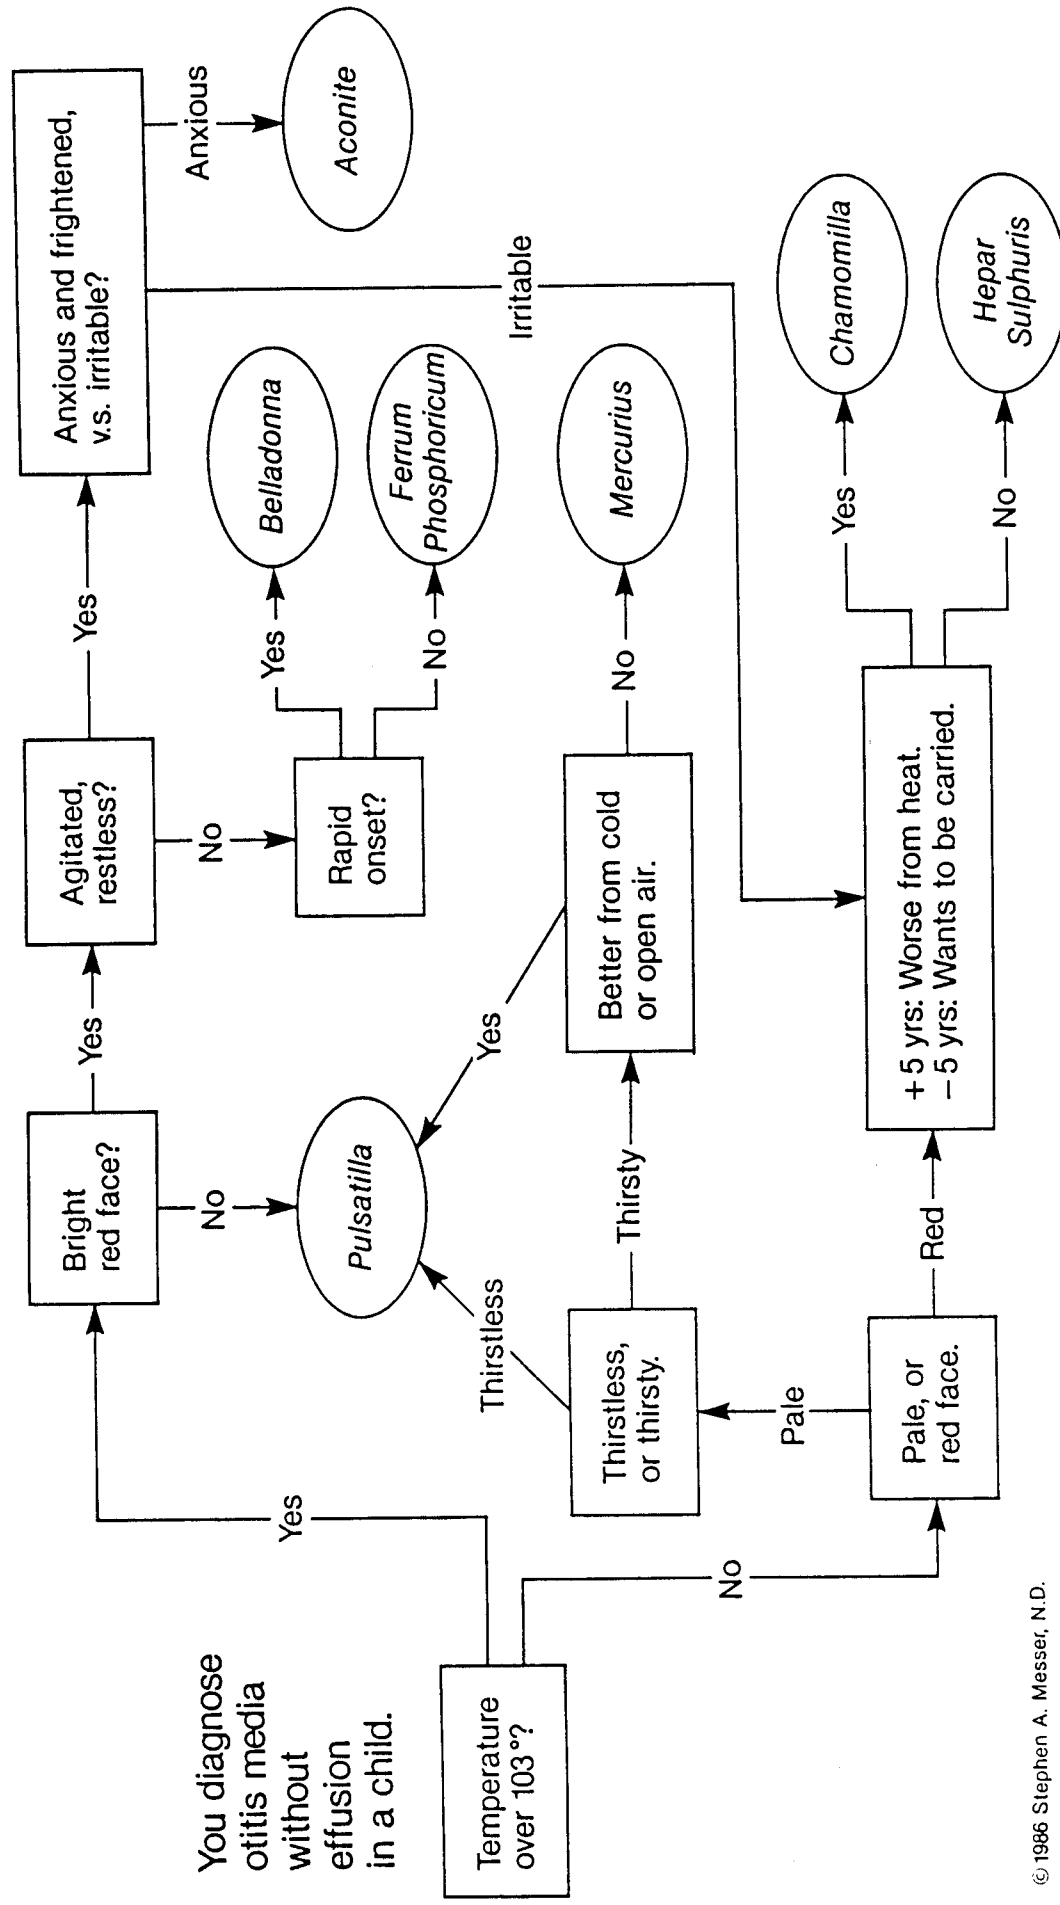 You diagnose
otitis media
without
effusion
in a child.
Temperature
over 103°?
Yes
No
Bright
red face?
Yes
No
Agitated,
restless?
Yes
No
Anxious and frightened,
v.s. irritable?
Anxious
Aconite
Irritable
Rapid
onset?
Yes
Belladonna
No
Ferrum
Phosphoricum
Pulsatilla
Thirstless
Yes
Thirstless,
or thirsty.
Thirsty
Better from cold
or open air.
No
Mercurius
Pale
Pale, or
red face.
Red
+5 yrs: Worse from heat.
−5 yrs: Wants to be carried.
Yes
Chamomilla
No
Hepar
Sulphuris
© 1986 Stephen A. Messer, N.D.